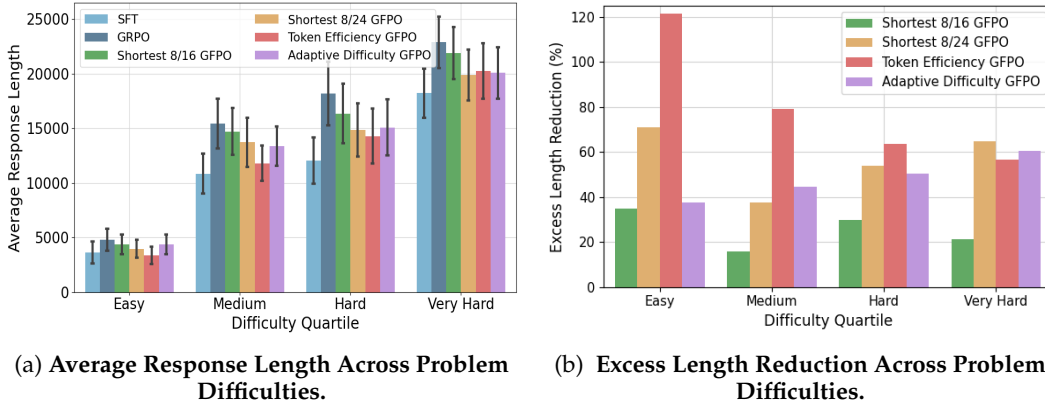 25000
20000
15000
10000
5000
0
Average Response Length
SFT
GRPO
Shortest 8/16 GFPO
Shortest 8/24 GFPO
Token Efficiency GFPO
Adaptive Difficulty GFPO
Easy
Medium
Hard
Very Hard
Difficulty Quartile
(a) Average Response Length Across Problem
Difficulties.
120
100
80
60
40
20
0
Excess Length Reduction (%)
Shortest 8/16 GFPO
Shortest 8/24 GFPO
Token Efficiency GFPO
Adaptive Difficulty GFPO
Easy
Medium
Hard
Very Hard
Difficulty Quartile
(b) Excess Length Reduction Across Problem
Difficulties.